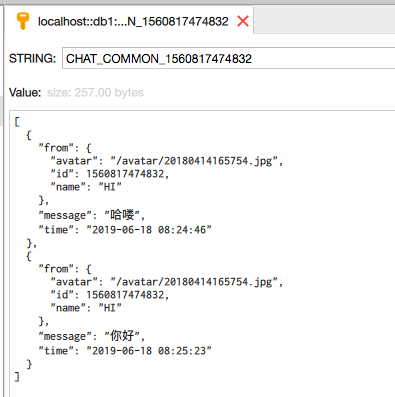 localhost::db1:...N_1560817474832
STRING: CHAT_COMMON_1560817474832
Value: size: 257.00 bytes
[
  {
    "from": {
      "avatar": "/avatar/20180414165754.jpg",
      "id": 1560817474832,
      "name": "HI"
    },
    "message": "哈喽",
    "time": "2019-06-18 08:24:46"
  },
  {
    "from": {
      "avatar": "/avatar/20180414165754.jpg",
      "id": 1560817474832,
      "name": "HI"
    },
    "message": "你好",
    "time": "2019-06-18 08:25:23"
  }
]